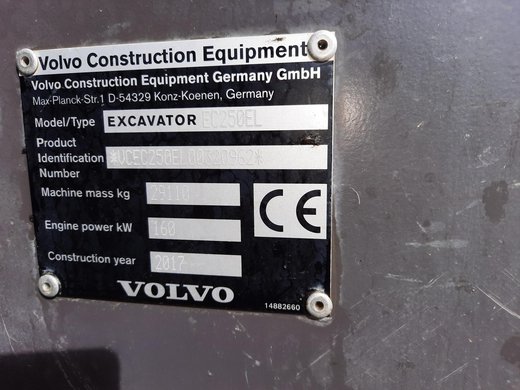 Volvo Construction Equipment
Volvo Construction Equipment Germany GmbH
Max-Planck-Str.1 D-54329 Konz-Koenen, Germany
Model/Type EXCAVATOR EC250EL
Product
Identification
Number
Machine mass kg 29110
Engine power kW 160
Construction year 2017
CE
VOLVO
14882660